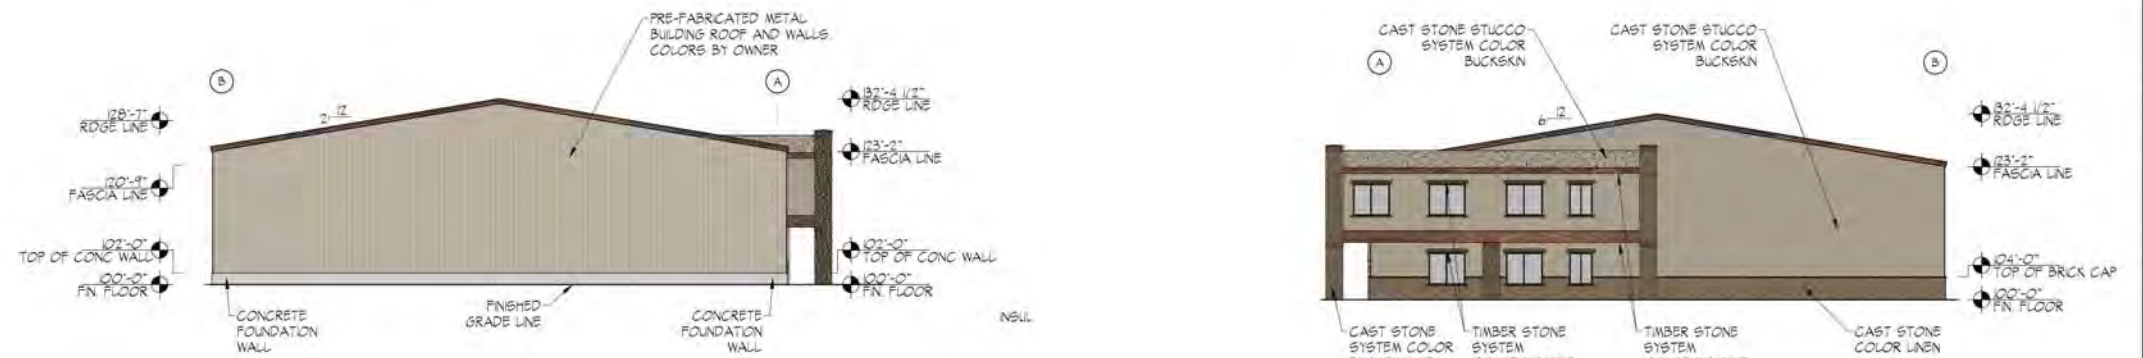 PRE-FABRICATED METAL
BUILDING ROOF AND WALLS.
COLORS BY OWNER
B
A
2
12
128'-7"
RDGE LINE
120'-9"
FASCIA LINE
102'-0"
TOP OF CONC WALL
100'-0"
FIN. FLOOR
132'-4 1/2"
RDGE LINE
123'-2"
FASCIA LINE
102'-0"
TOP OF CONC WALL
100'-0"
FIN. FLOOR
CONCRETE
FOUNDATION
WALL
FINISHED
GRADE LINE
CONCRETE
FOUNDATION
WALL
NSUL
CAST STONE STUCCO
SYSTEM COLOR
BUCKSKIN
CAST STONE STUCCO
SYSTEM COLOR
BUCKSKIN
A
B
6
12
132'-4 1/2"
RDGE LINE
123'-2"
FASCIA LINE
104'-0"
TOP OF BRICK CAP
100'-0"
FIN. FLOOR
CAST STONE
SYSTEM COLOR
TIMBER STONE
SYSTEM
TIMBER STONE
SYSTEM
CAST STONE
COLOR LINEN